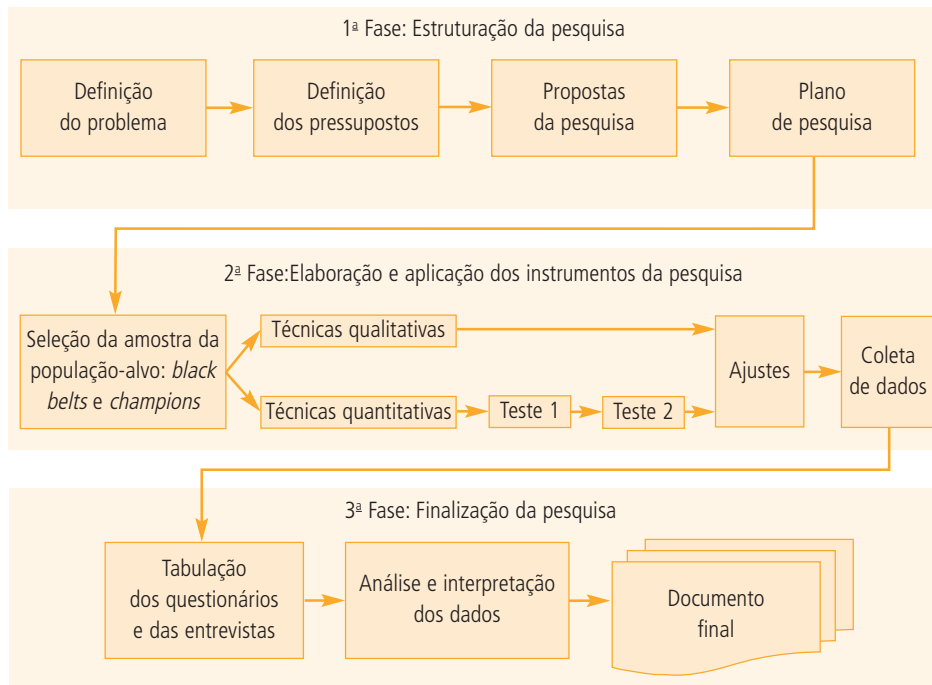 1ª Fase: Estruturação da pesquisa
Definição
do problema
Definição
dos pressupostos
Propostas
da pesquisa
Plano
de pesquisa
2ª Fase:Elaboração e aplicação dos instrumentos da pesquisa
Seleção da amostra da
população-alvo: black
belts e champions
Técnicas qualitativas
Técnicas quantitativas
Teste 1
Teste 2
Ajustes
Coleta
de dados
3ª Fase: Finalização da pesquisa
Tabulação
dos questionários
e das entrevistas
Análise e interpretação
dos dados
Documento
final